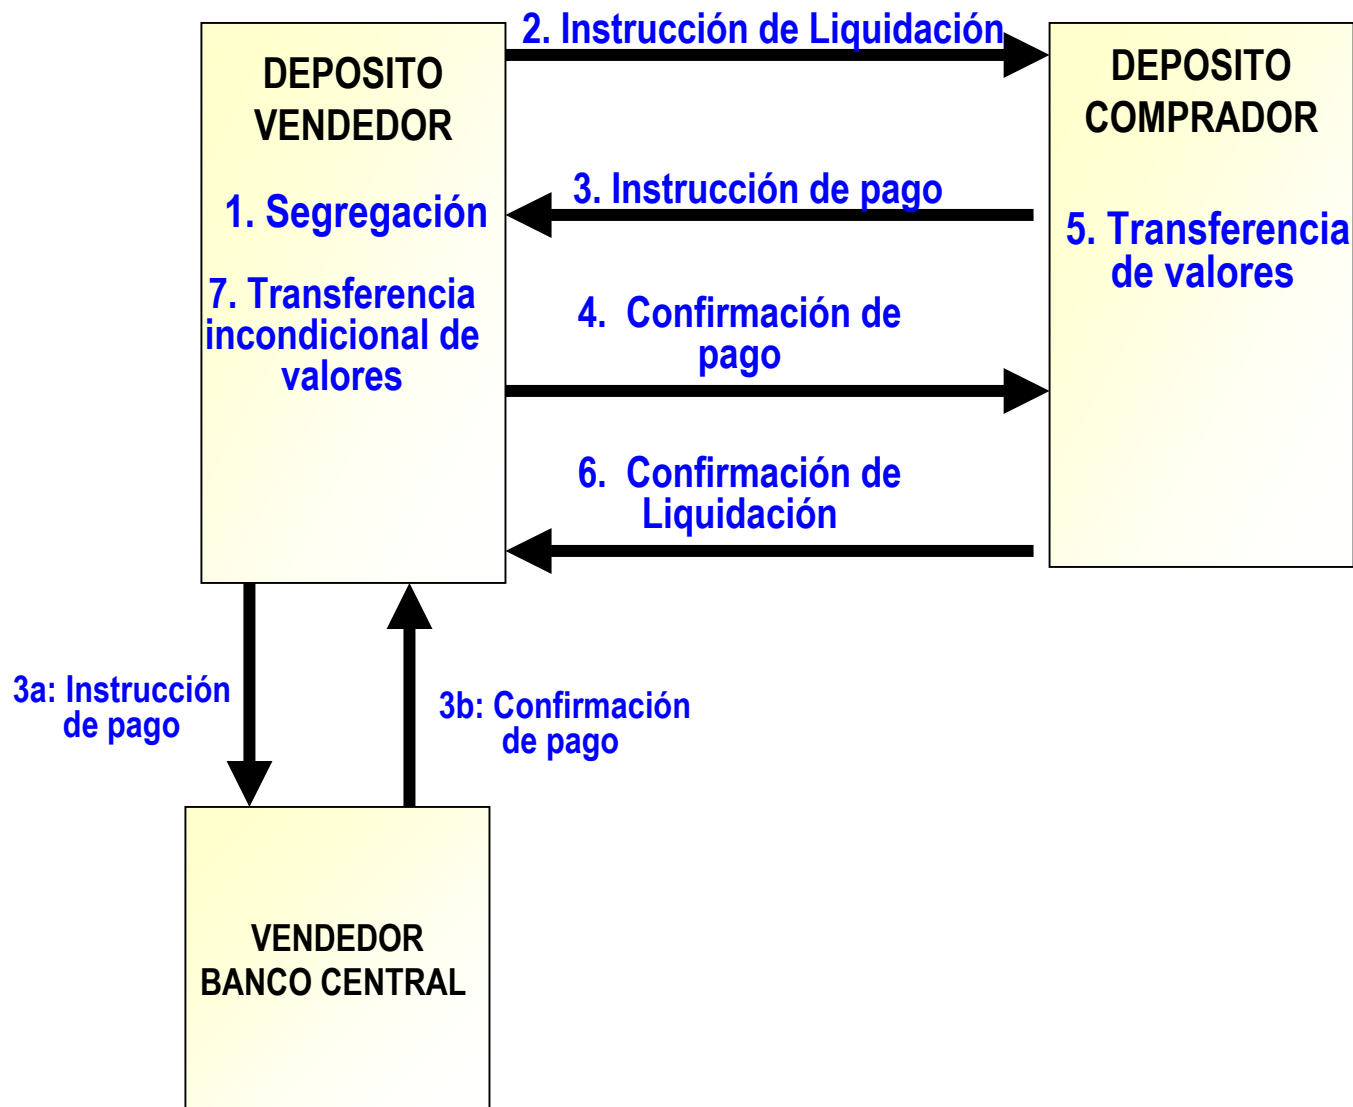 2. Instrucción de Liquidación
DEPOSITO
VENDEDOR
DEPOSITO
COMPRADOR
1. Segregación
3. Instrucción de pago
5. Transferencia
de valores
7. Transferencia
incondicional de
valores
4. Confirmación de
pago
6. Confirmación de
Liquidación
3a: Instrucción
de pago
3b: Confirmación
de pago
VENDEDOR
BANCO CENTRAL